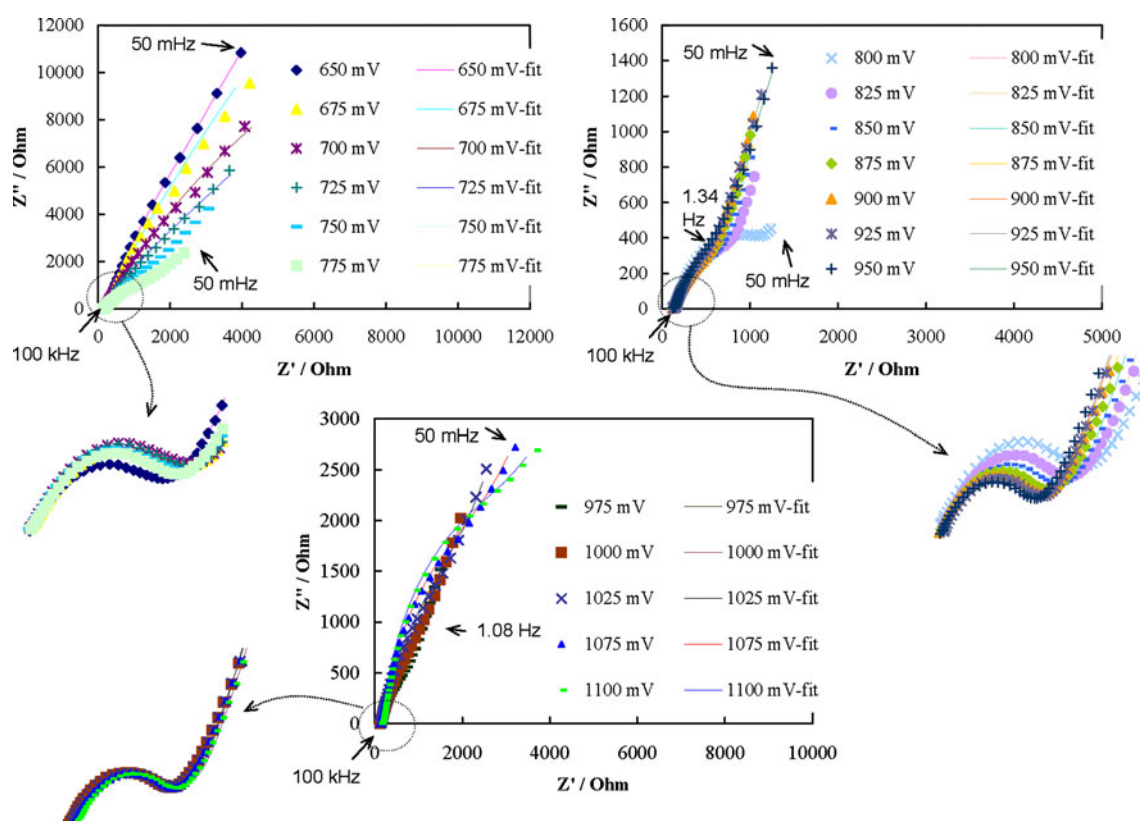 12000
10000
8000
6000
4000
2000
0
Z" / Ohm
50 mHz
650 mV 650 mV-fit
675 mV 675 mV-fit
700 mV 700 mV-fit
725 mV 725 mV-fit
750 mV 750 mV-fit
775 mV 775 mV-fit
50 mHz
0 2000 4000 6000 8000 10000 12000
100 kHz
Z' / Ohm
1600
1400
1200
1000
800
600
400
200
0
Z" / Ohm
50 mHz
1.34
Hz
50 mHz
800 mV 800 mV-fit
825 mV 825 mV-fit
850 mV 850 mV-fit
875 mV 875 mV-fit
900 mV 900 mV-fit
925 mV 925 mV-fit
950 mV 950 mV-fit
0 1000 2000 3000 4000 5000
100 kHz
Z' / Ohm
3000
2500
2000
1500
1000
500
0
Z" / Ohm
50 mHz
975 mV 975 mV-fit
1000 mV 1000 mV-fit
1025 mV 1025 mV-fit
1075 mV 1075 mV-fit
1100 mV 1100 mV-fit
1.08 Hz
0 2000 4000 6000 8000 10000
100 kHz
Z' / Ohm